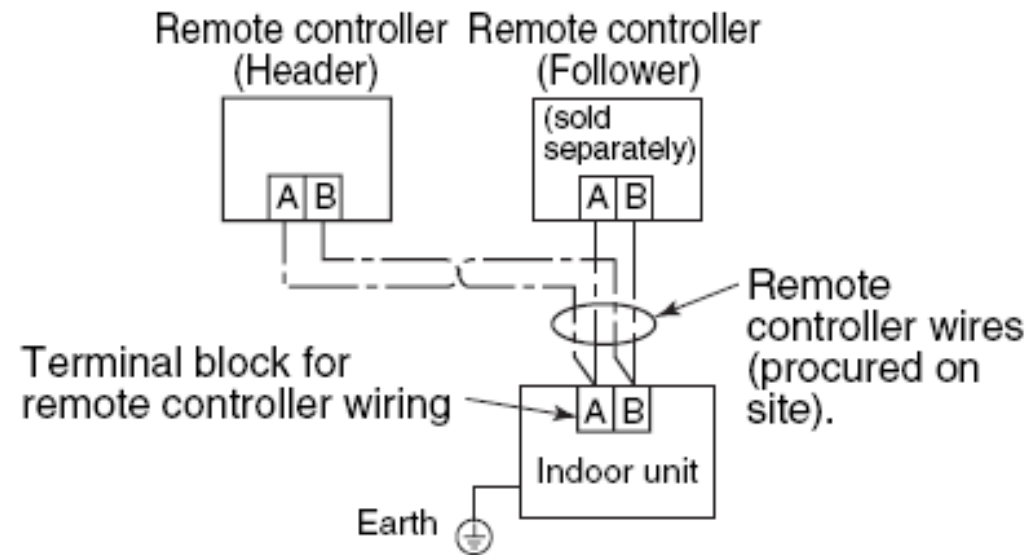 Remote controller
(Header)
Remote controller
(Follower)
(sold
separately)
A B
A B
Remote
controller wires
(procured on
site).
Terminal block for
remote controller wiring
A B
Indoor unit
Earth